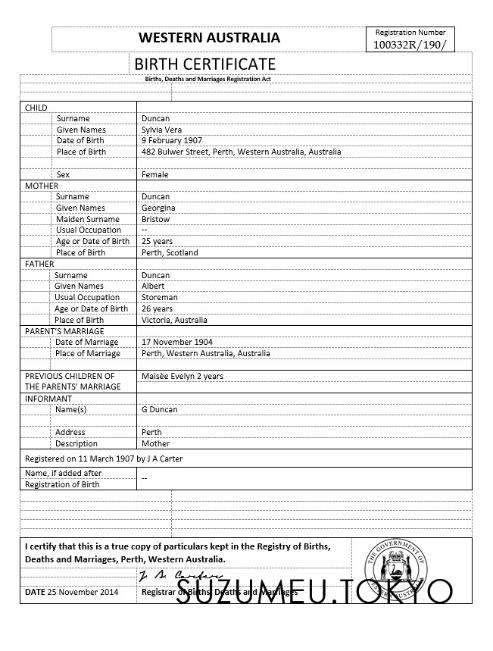 WESTERN AUSTRALIA
Registration Number
100332R/190/
BIRTH CERTIFICATE
Births, Deaths and Marriages Registration Act
CHILD
Surname Duncan
Given Names Sylvia Vera
Date of Birth 9 February 1907
Place of Birth 482 Bulwer Street, Perth, Western Australia, Australia
Sex Female
MOTHER
Surname Duncan
Given Names Georgina
Maiden Surname Bristow
Usual Occupation --
Age or Date of Birth 25 years
Place of Birth Perth, Scotland
FATHER
Surname Duncan
Given Names Albert
Usual Occupation Storeman
Age or Date of Birth 26 years
Place of Birth Victoria, Australia
PARENT'S MARRIAGE
Date of Marriage 17 November 1904
Place of Marriage Perth, Western Australia, Australia
PREVIOUS CHILDREN OF Maisèe Evelyn 2 years
THE PARENTS' MARRIAGE
INFORMANT
Name(s) G Duncan
Address Perth
Description Mother
Registered on 11 March 1907 by J A Carter
Name, if added after --
Registration of Birth
I certify that this is a true copy of particulars kept in the Registry of Births,
Deaths and Marriages, Perth, Western Australia.
THE GOVERNMENT OF
WESTERN AUSTRALIA
J A Carter
DATE 25 November 2014 Registrar of Births, Deaths and Marriages
SUZUMEU.TOKYO